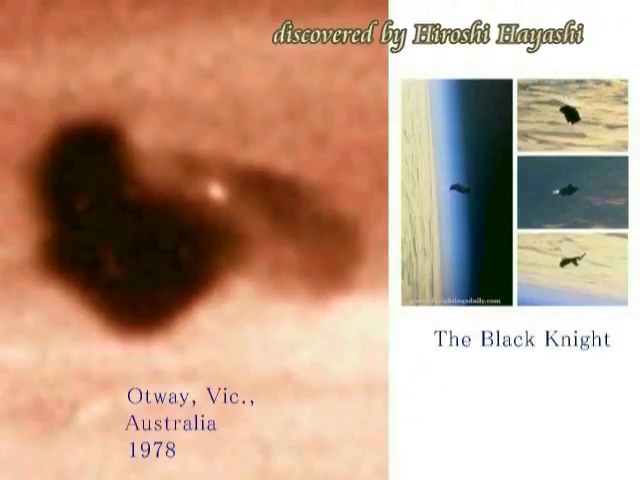 discovered by Hiroshi Hayashi
The Black Knight
Otway, Vic.,
Australia
1978